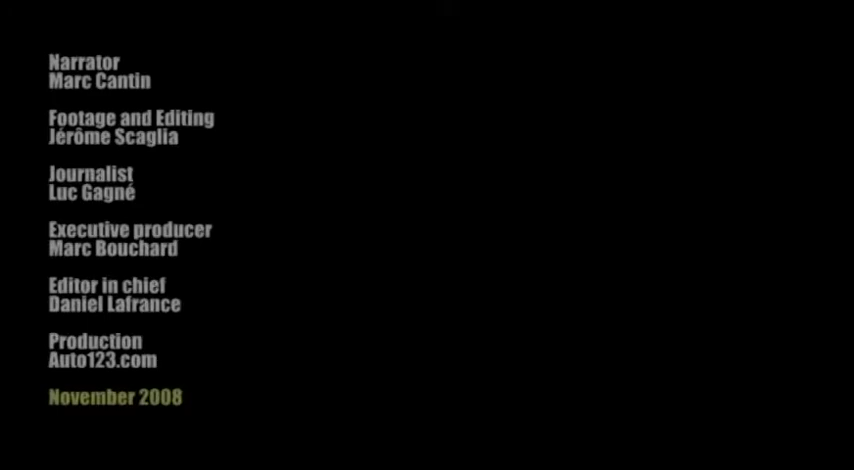 Narrator
Marc Cantin
Footage and Editing
Jérôme Scaglia
Journalist
Luc Gagné
Executive producer
Marc Bouchard
Editor in chief
Daniel Lafrance
Production
Auto123.com
November 2008